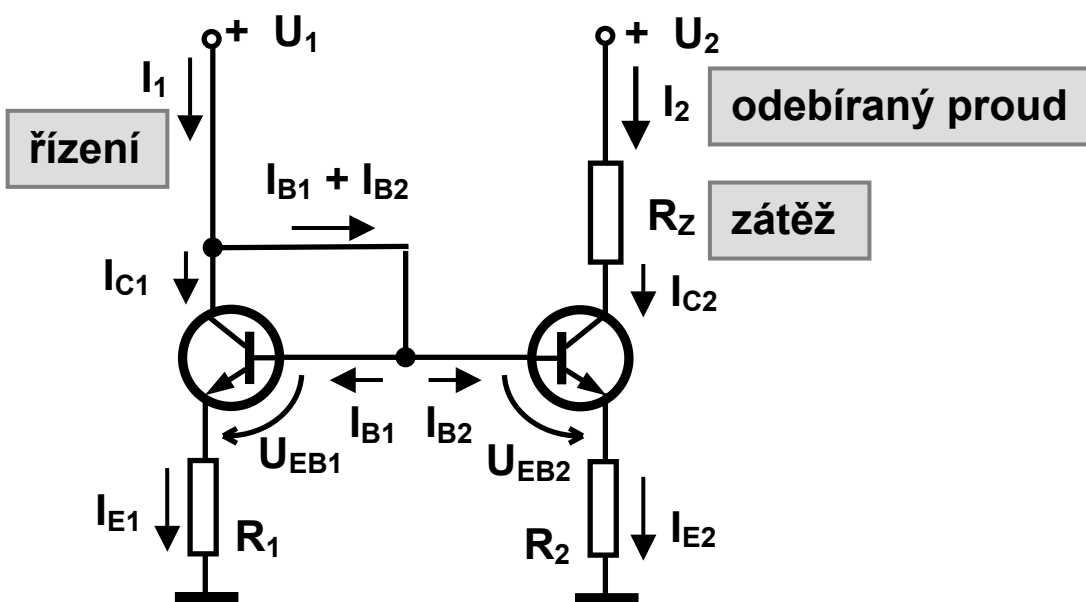 + U1
+ U2
I1
I2
odebíraný proud
řízení
IB1 + IB2
RZ
zátěž
IC1
IC2
IB1
IB2
UEB1
UEB2
IE1
R1
R2
IE2